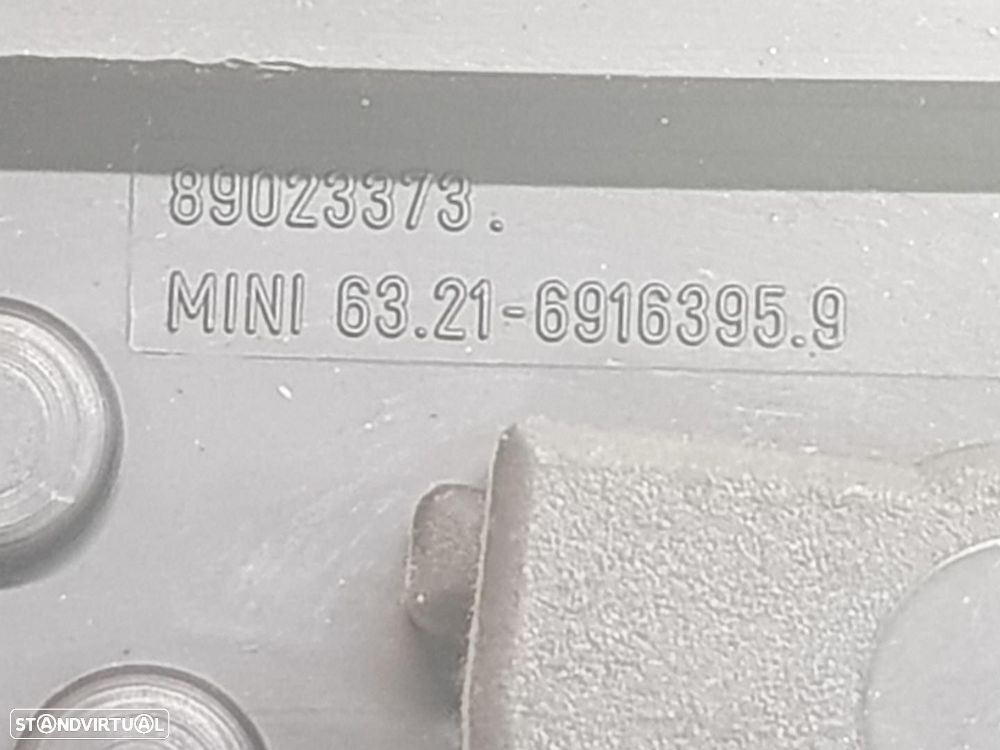 89023373.
MINI 63.21-6916395.9
STANDVIRTUAL